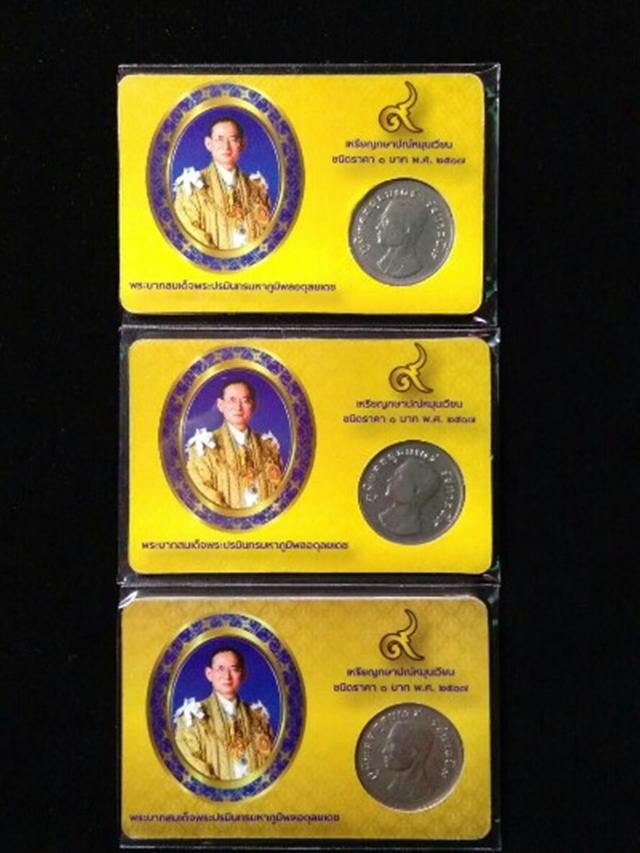 ๙
เหรียญกษาปณ์หมุนเวียน
ชนิดราคา ๑ บาท พ.ศ. ๒๕๑๗
พระบาทสมเด็จพระปรมินทรมหาภูมิพลอดุลยเดช
๙
เหรียญกษาปณ์หมุนเวียน
ชนิดราคา ๑ บาท พ.ศ. ๒๕๑๗
พระบาทสมเด็จพระปรมินทรมหาภูมิพลอดุลยเดช
๙
เหรียญกษาปณ์หมุนเวียน
ชนิดราคา ๑ บาท พ.ศ. ๒๕๑๗
พระบาทสมเด็จพระปรมินทรมหาภูมิพลอดุลยเดช